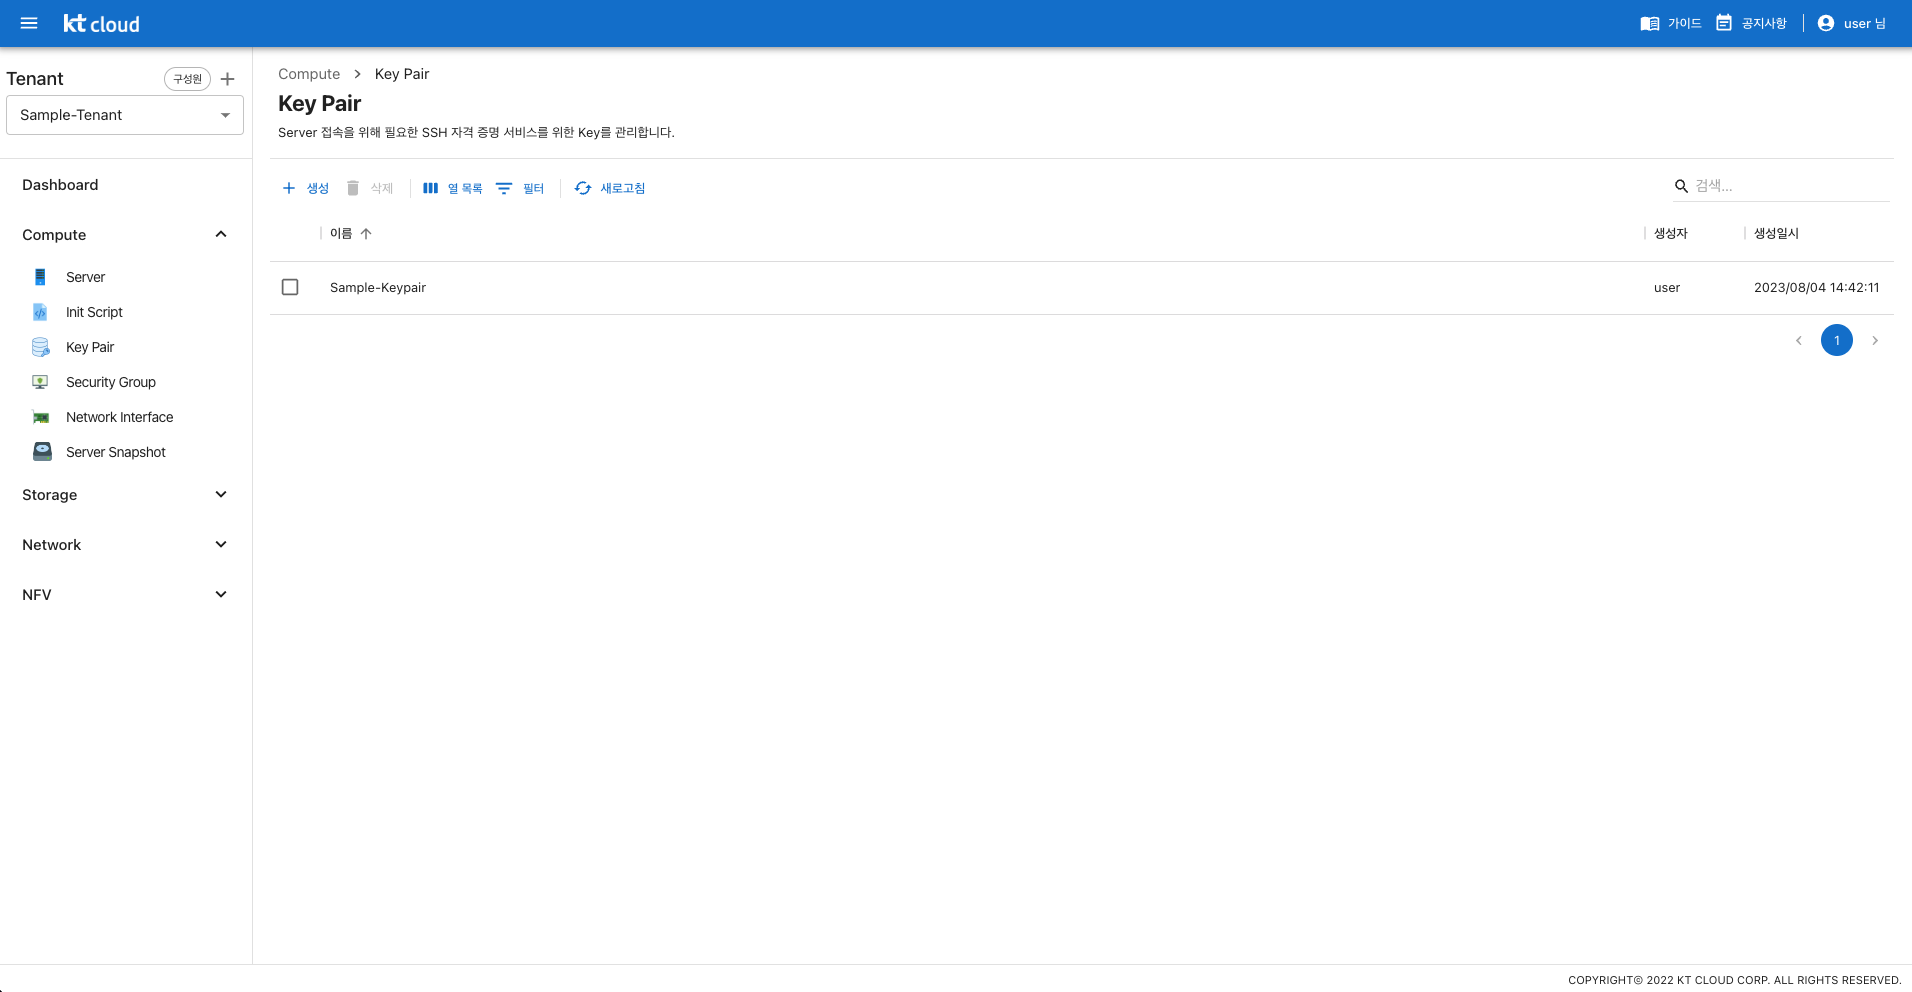 kt cloud
가이드
공지사항
user 님
Tenant
구성원
Sample-Tenant
Dashboard
Compute
Server
Init Script
Key Pair
Security Group
Network Interface
Server Snapshot
Storage
Network
NFV
Compute > Key Pair
Key Pair
Server 접속을 위해 필요한 SSH 자격 증명 서비스를 위한 Key를 관리합니다.
생성 삭제 열 목록 필터 새로고침
검색...
이름 생성자 생성일시
Sample-Keypair user 2023/08/04 14:42:11
1
COPYRIGHT© 2022 KT CLOUD CORP. ALL RIGHTS RESERVED.